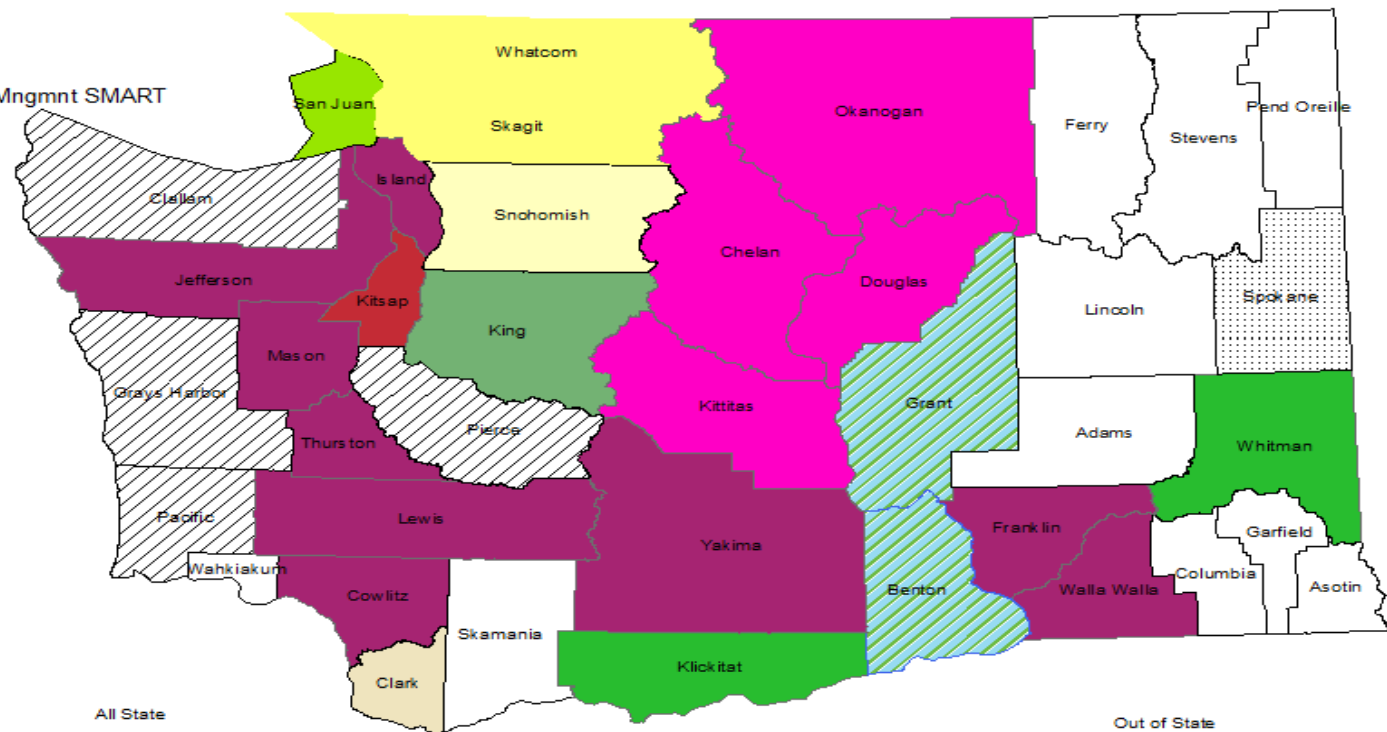 Whatcom
Mngmnt SMART
San Juan
Skagit
Okanogan
Ferry
Stevens
Pend Oreille
Clallam
Island
Snohomish
Chelan
Douglas
Jefferson
Kitsap
King
Lincoln
Spokane
Mason
Grays Harbor
Kittitas
Grant
Pierce
Thurston
Adams
Whitman
Pacific
Lewis
Yakima
Franklin
Garfield
Wahkiakum
Columbia
Asotin
Cowlitz
Benton
Walla Walla
Skamania
Klickitat
Clark
All State
Out of State